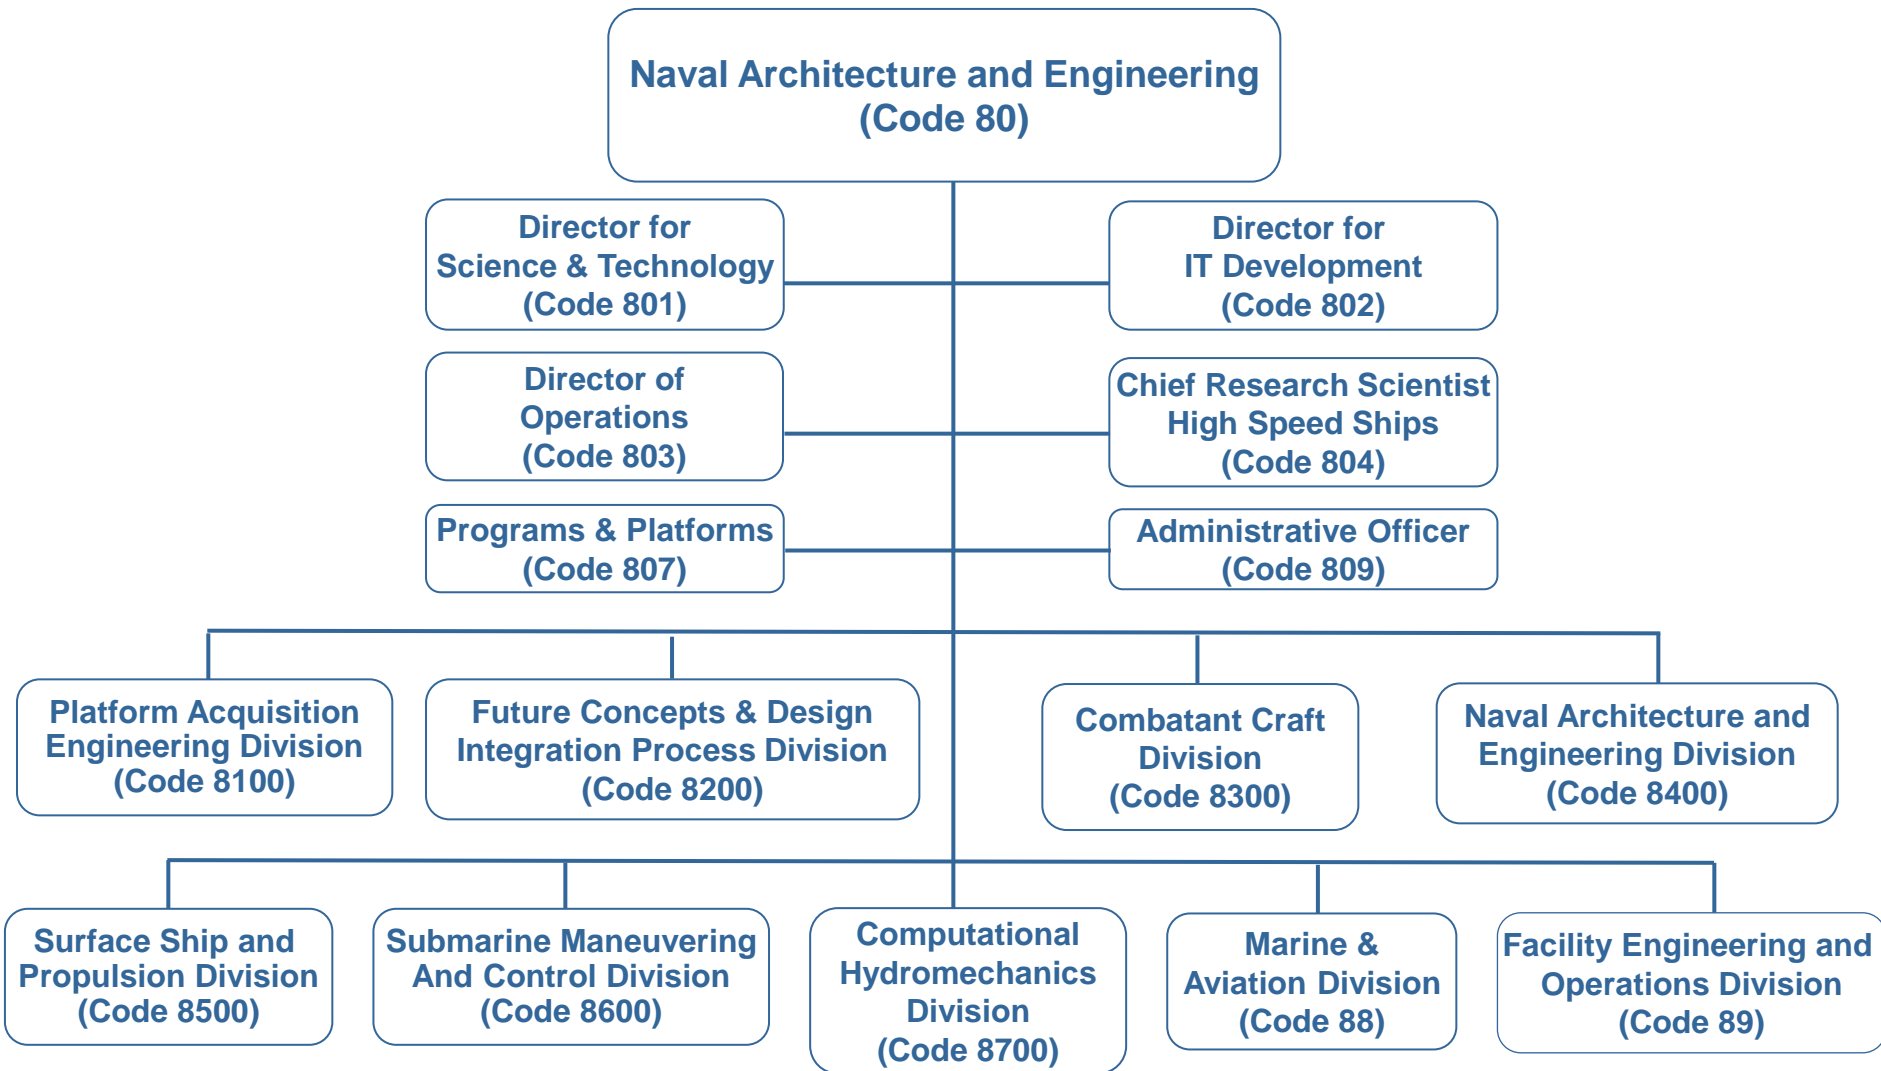 Naval Architecture and Engineering
(Code 80)
Director for
Science & Technology
(Code 801)
Director for
IT Development
(Code 802)
Director of
Operations
(Code 803)
Chief Research Scientist
High Speed Ships
(Code 804)
Programs & Platforms
(Code 807)
Administrative Officer
(Code 809)
Platform Acquisition
Engineering Division
(Code 8100)
Future Concepts & Design
Integration Process Division
(Code 8200)
Combatant Craft
Division
(Code 8300)
Naval Architecture and
Engineering Division
(Code 8400)
Surface Ship and
Propulsion Division
(Code 8500)
Submarine Maneuvering
And Control Division
(Code 8600)
Computational
Hydromechanics
Division
(Code 8700)
Marine &
Aviation Division
(Code 88)
Facility Engineering and
Operations Division
(Code 89)